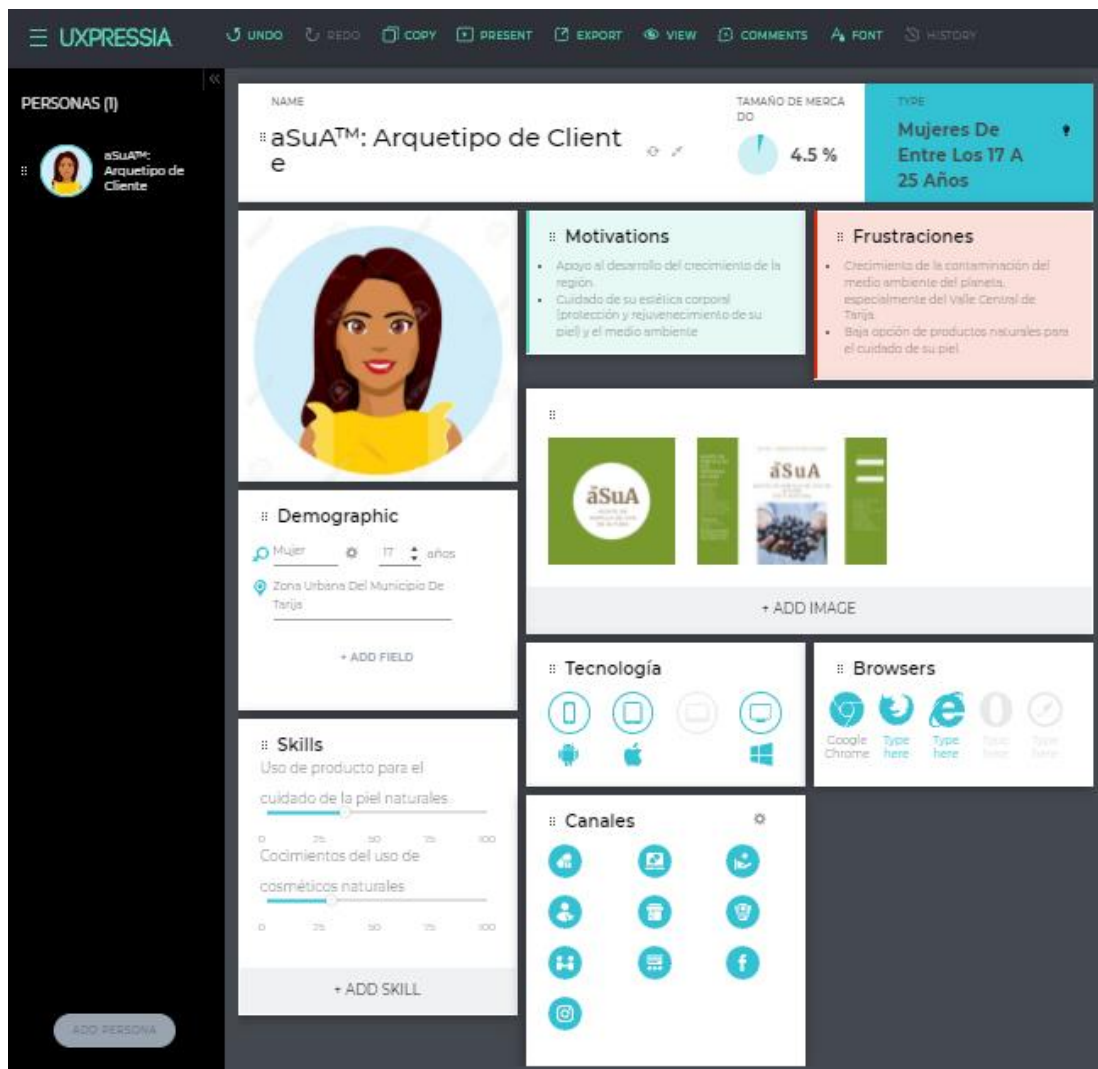 UXPRESSIA
UNDO
REDO
COPY
PRESENT
EXPORT
VIEW
COMMENTS
FONT
HISTORY
PERSONAS (1)
aSuA™:
Arquetipo de
Cliente
ADD PERSONA
NAME
aSuA™: Arquetipo de Client
e
TAMAÑO DE MERCA
DO
4.5 %
TYPE
Mujeres De
Entre Los 17 A
25 Años
Motivations
Apoyo al desarrollo del crecimiento de la
región.
Cuidado de su estética corporal
(protección y rejuvenecimiento de su
piel) y el medio ambiente
Frustraciones
Crecimiento de la contaminación del
medio ambiente del planeta,
especialmente del Valle Central de
Tarija
Baja opción de productos naturales para
el cuidado de su piel
äSuA
äSuA
+ ADD IMAGE
Demographic
Mujer
17 años
Zona Urbana Del Municipio De
Tarija
+ ADD FIELD
Skills
Uso de producto para el
cuidado de la piel naturales
0 25 50 75 100
Cocimientos del uso de
cosméticos naturales
0 25 50 75 100
+ ADD SKILL
Tecnología
Browsers
Google
Chrome
Type
here
Type
here
Type
here
Type
here
Canales